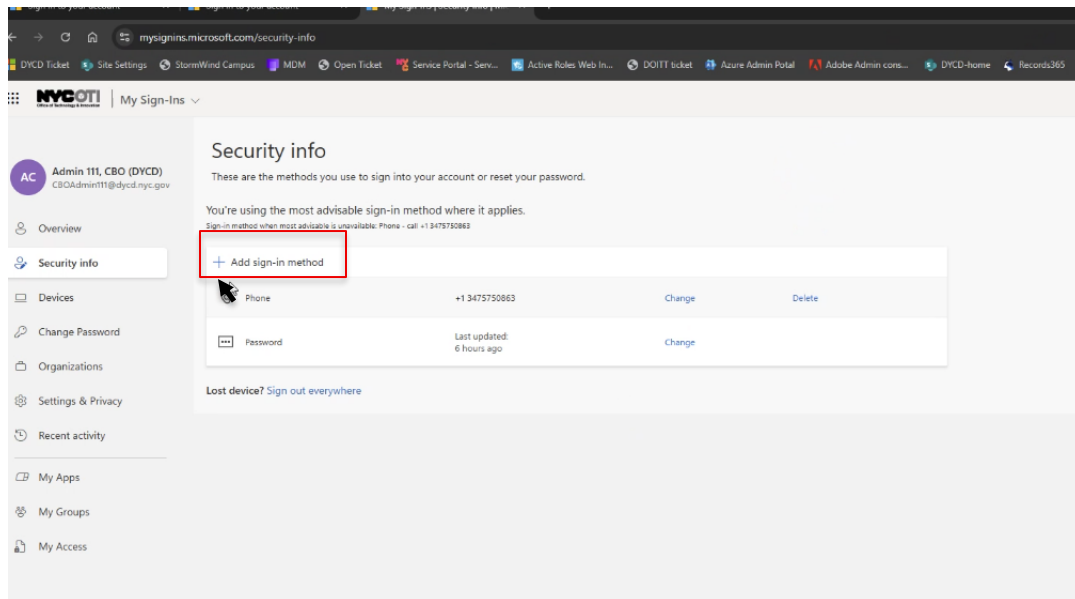 mysignins.microsoft.com/security-info
DYCD Ticket Site Settings StormWind Campus MDM Open Ticket Service Portal - Serv... Active Roles Web In... DOITT ticket Azure Admin Potal Adobe Admin cons... DYCD-home Records365
NYC OTI My Sign-Ins
Security info
These are the methods you use to sign into your account or reset your password.
You're using the most advisable sign-in method where it applies.
Sign-in method when most advisable is unavailable: Phone - call +1 3475750863
Add sign-in method
Phone +1 3475750863 Change Delete
Password Last updated: Change
6 hours ago
Lost device? Sign out everywhere
AC
Admin 111, CBO (DYCD)
CBOAdmin111@dycd.nyc.gov
Overview
Security info
Devices
Change Password
Organizations
Settings & Privacy
Recent activity
My Apps
My Groups
My Access